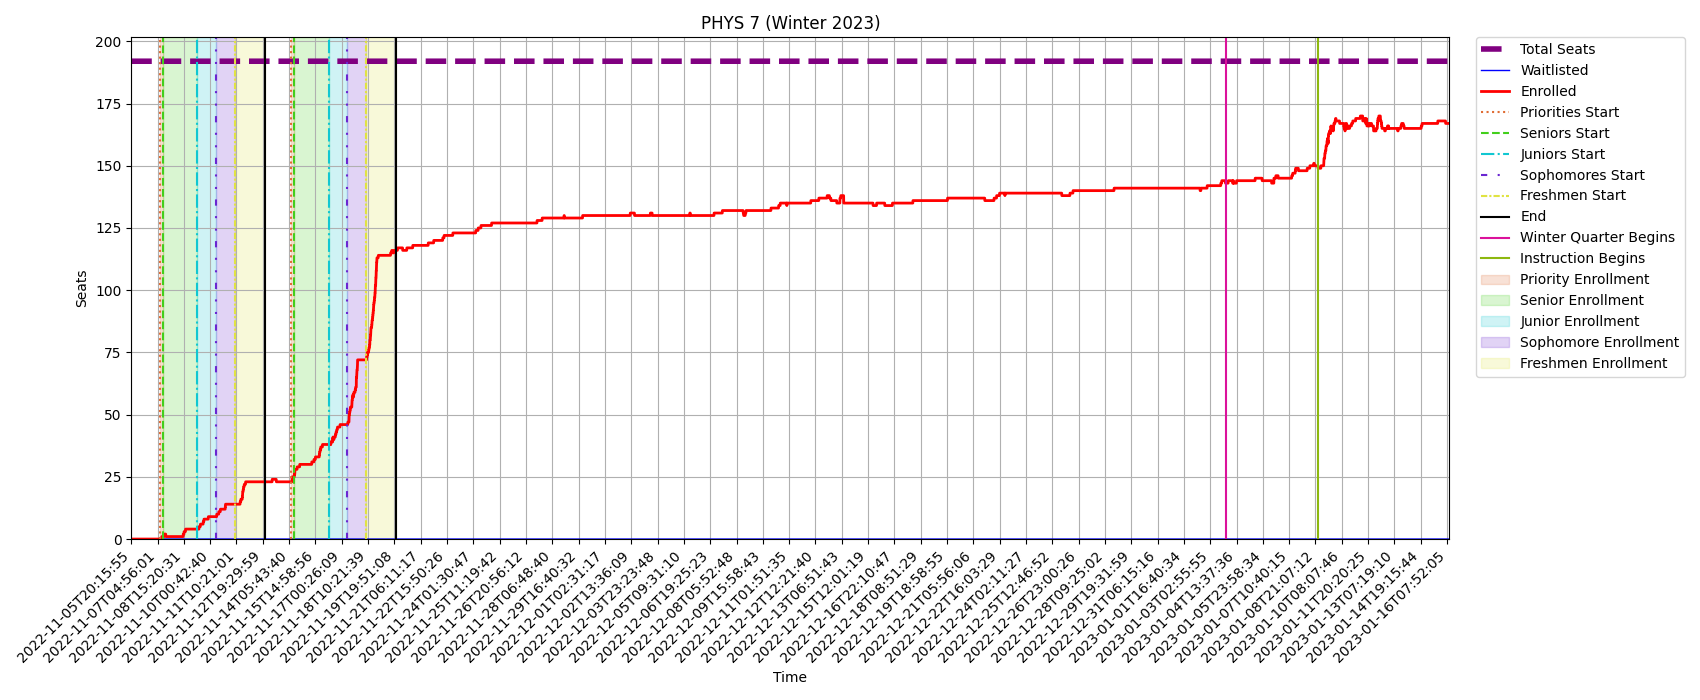 PHYS 7 (Winter 2023)
200
175
150
125
100
75
50
25
0
Seats
2022-11-05T20:15:55
2022-11-07T04:56:01
2022-11-08T15:20:31
2022-11-10T00:42:40
2022-11-11T10:21:01
2022-11-12T19:29:59
2022-11-14T05:43:40
2022-11-15T14:58:56
2022-11-17T00:26:09
2022-11-18T10:21:39
2022-11-19T19:51:08
2022-11-21T06:11:17
2022-11-22T15:50:26
2022-11-24T01:30:47
2022-11-25T11:19:42
2022-11-26T20:56:12
2022-11-28T06:48:40
2022-11-29T16:40:32
2022-12-01T02:31:17
2022-12-02T13:36:09
2022-12-03T23:23:48
2022-12-05T09:31:10
2022-12-06T19:25:23
2022-12-08T05:52:48
2022-12-09T15:58:43
2022-12-11T01:51:35
2022-12-12T12:21:40
2022-12-13T06:51:43
2022-12-15T12:01:19
2022-12-16T22:10:47
2022-12-18T08:51:29
2022-12-19T18:58:55
2022-12-21T05:56:06
2022-12-22T16:03:29
2022-12-24T02:11:27
2022-12-25T12:46:52
2022-12-26T23:00:26
2022-12-28T09:25:02
2022-12-29T19:31:59
2022-12-31T06:15:16
2023-01-01T16:40:34
2023-01-03T02:55:55
2023-01-04T13:37:36
2023-01-05T23:58:34
2023-01-07T10:40:15
2023-01-08T21:07:12
2023-01-10T08:07:46
2023-01-11T20:20:25
2023-01-13T07:19:10
2023-01-14T19:15:44
2023-01-16T07:52:05
Time
Total Seats
Waitlisted
Enrolled
Priorities Start
Seniors Start
Juniors Start
Sophomores Start
Freshmen Start
End
Winter Quarter Begins
Instruction Begins
Priority Enrollment
Senior Enrollment
Junior Enrollment
Sophomore Enrollment
Freshmen Enrollment